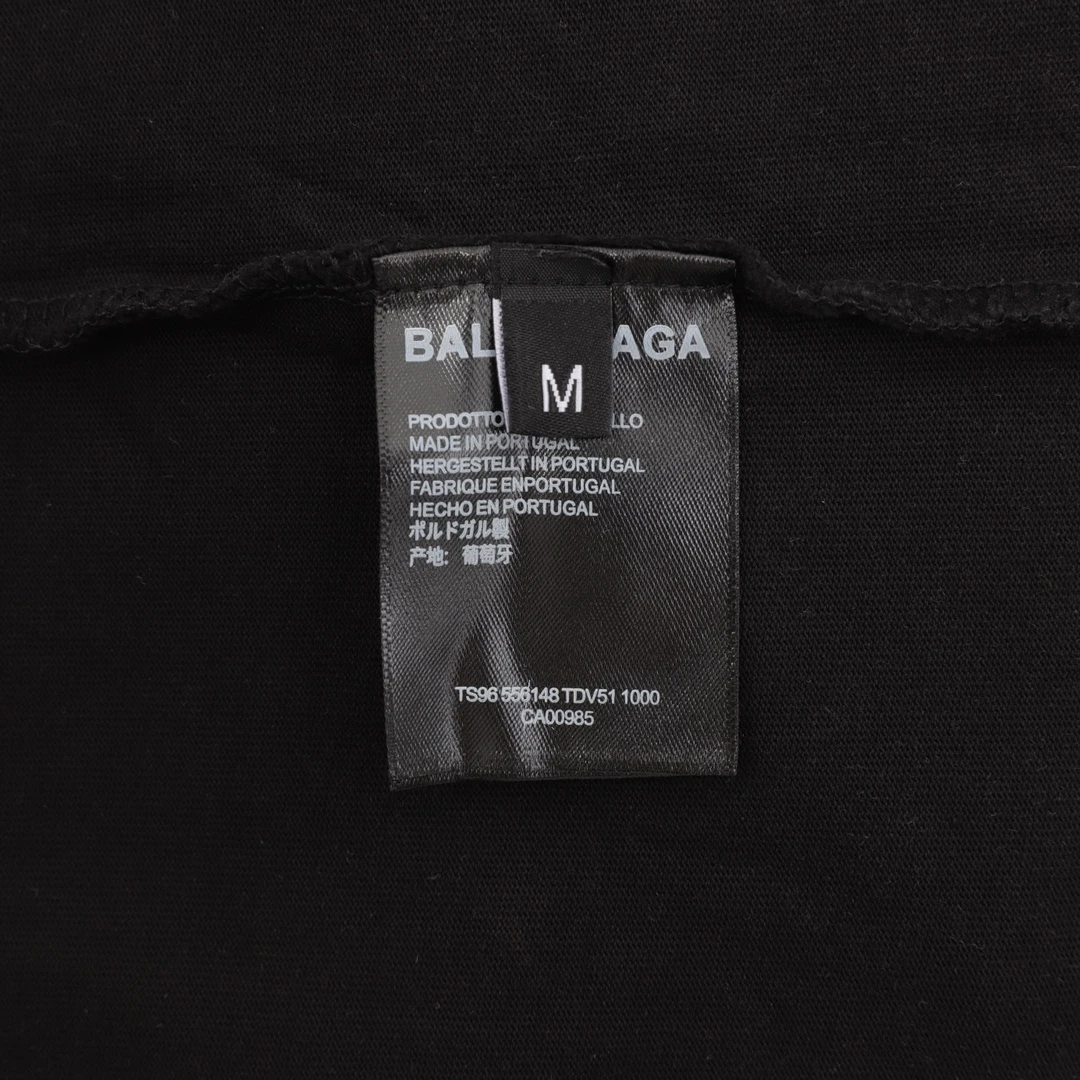 BAL AGA
M
PRODOTTO LLO
MADE IN PORTUGAL
HERGESTELLT IN PORTUGAL
FABRIQUE ENPORTUGAL
HECHO EN PORTUGAL
ポルドガル製
产地: 葡萄牙
TS96 556148 TDV51 1000
CA00985